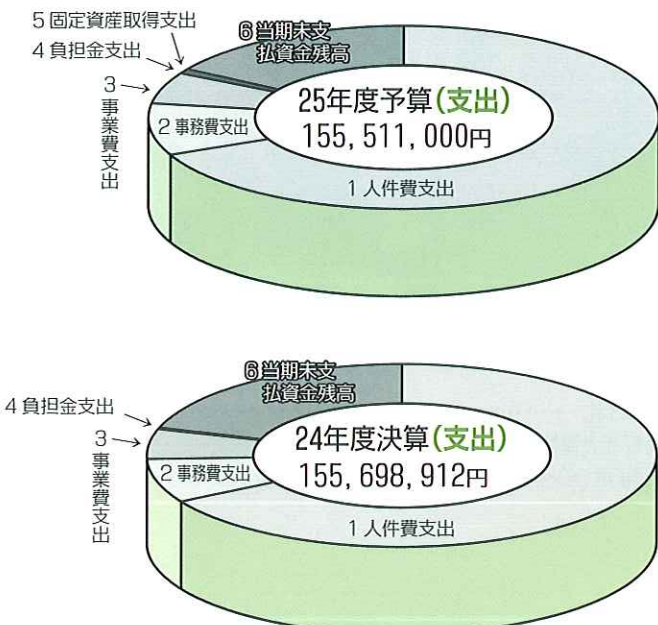 5 固定資産取得支出
4 負担金支出
3
事業費支出
6 当期末支
払資金残高
2 事務費支出
25年度予算(支出)
155,511,000円
1 人件費支出
6 当期末支
払資金残高
4 負担金支出
3
事業費支出
2 事務費支出
24年度決算(支出)
155,698,912円
1 人件費支出